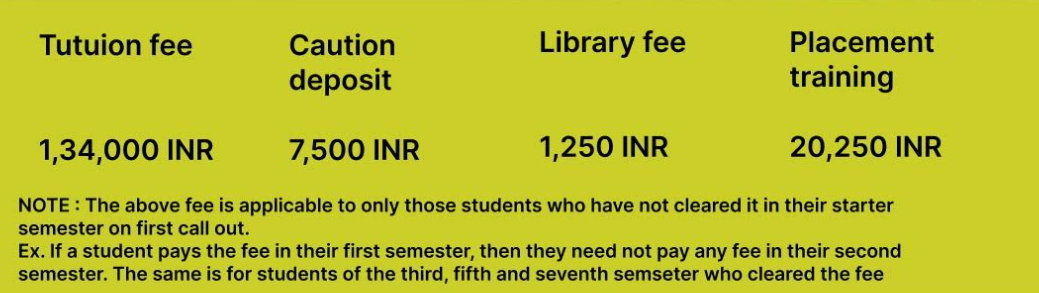 Tutuion fee
Caution
deposit
Library fee
Placement
training
1,34,000 INR
7,500 INR
1,250 INR
20,250 INR
NOTE : The above fee is applicable to only those students who have not cleared it in their starter
semester on first call out.
Ex. If a student pays the fee in their first semester, then they need not pay any fee in their second
semester. The same is for students of the third, fifth and seventh semseter who cleared the fee